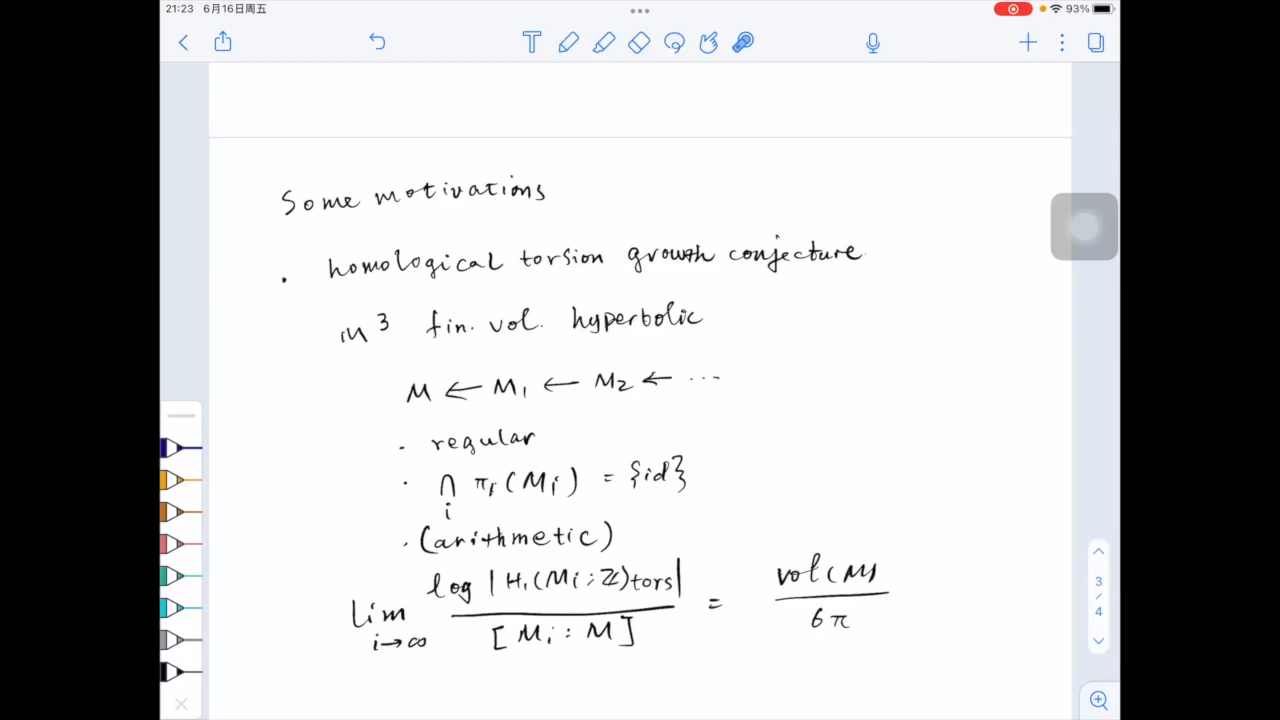 21:23 6月16日周五
93%
Some motivations
· homological torsion growth conjecture
M³ fin. vol. hyperbolic
M ← M₁ ← M₂ ← ...
· regular
· ⋂ π₁(Mᵢ) = {id}
i
· (arithmetic)
log |H₁(Mᵢ;ℤ)tors| vol(M)
lim = 
i→∞ [Mᵢ : M] 6π
3
/
4